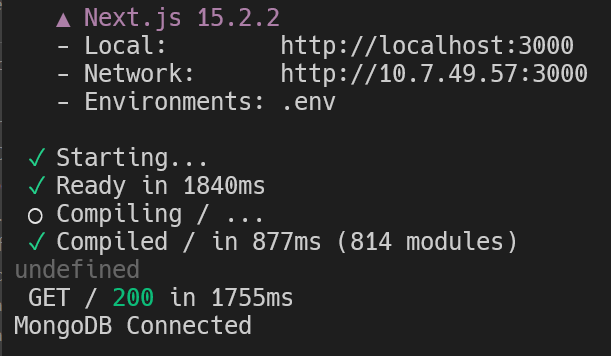 ▲ Next.js 15.2.2
- Local: http://localhost:3000
- Network: http://10.7.49.57:3000
- Environments: .env
✓ Starting...
✓ Ready in 1840ms
○ Compiling / ...
✓ Compiled / in 877ms (814 modules)
undefined
GET / 200 in 1755ms
MongoDB Connected